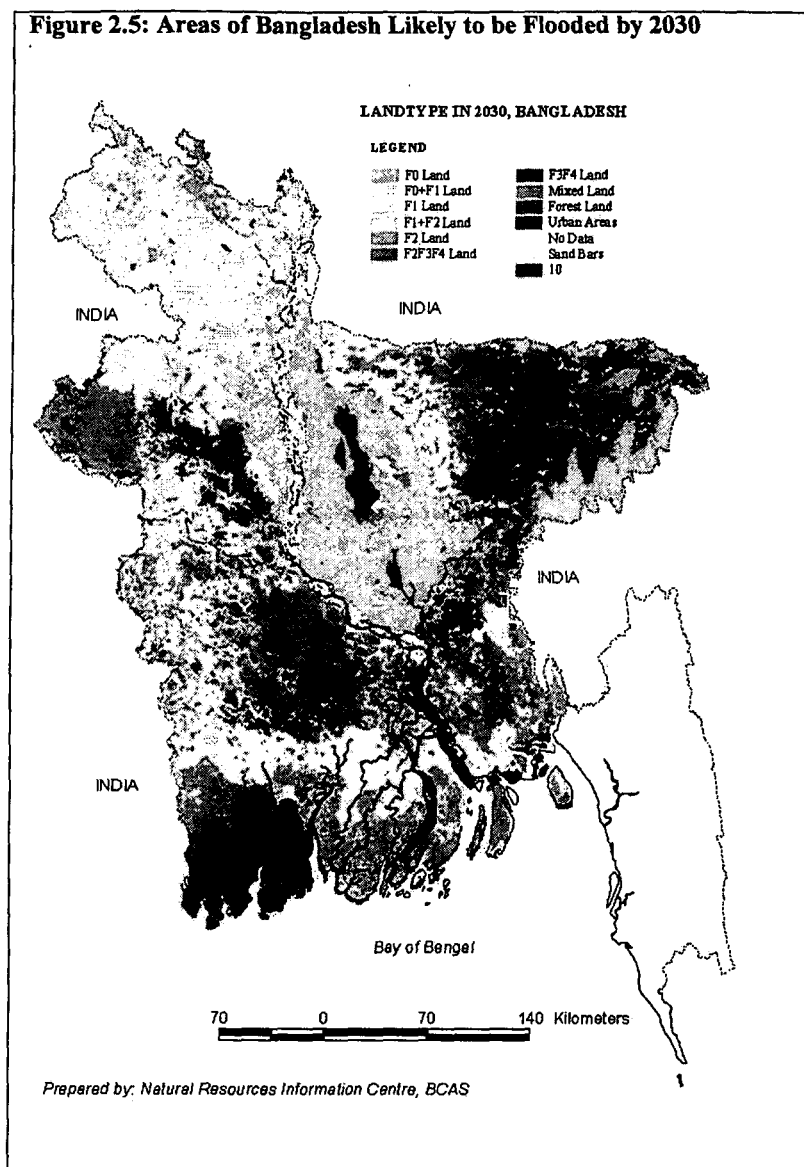 Figure 2.5: Areas of Bangladesh Likely to be Flooded by 2030
LANDTYPE IN 2030, BANGLADESH
LEGEND
F0 Land
F0+F1 Land
F1 Land
F1+F2 Land
F2 Land
F2F3F4 Land
F3F4 Land
Mixed Land
Forest Land
Urban Areas
No Data
Sand Bars
10
INDIA
INDIA
INDIA
INDIA
Bay of Bengal
70 0 70 140 Kilometers
Prepared by: Natural Resources Information Centre, BCAS